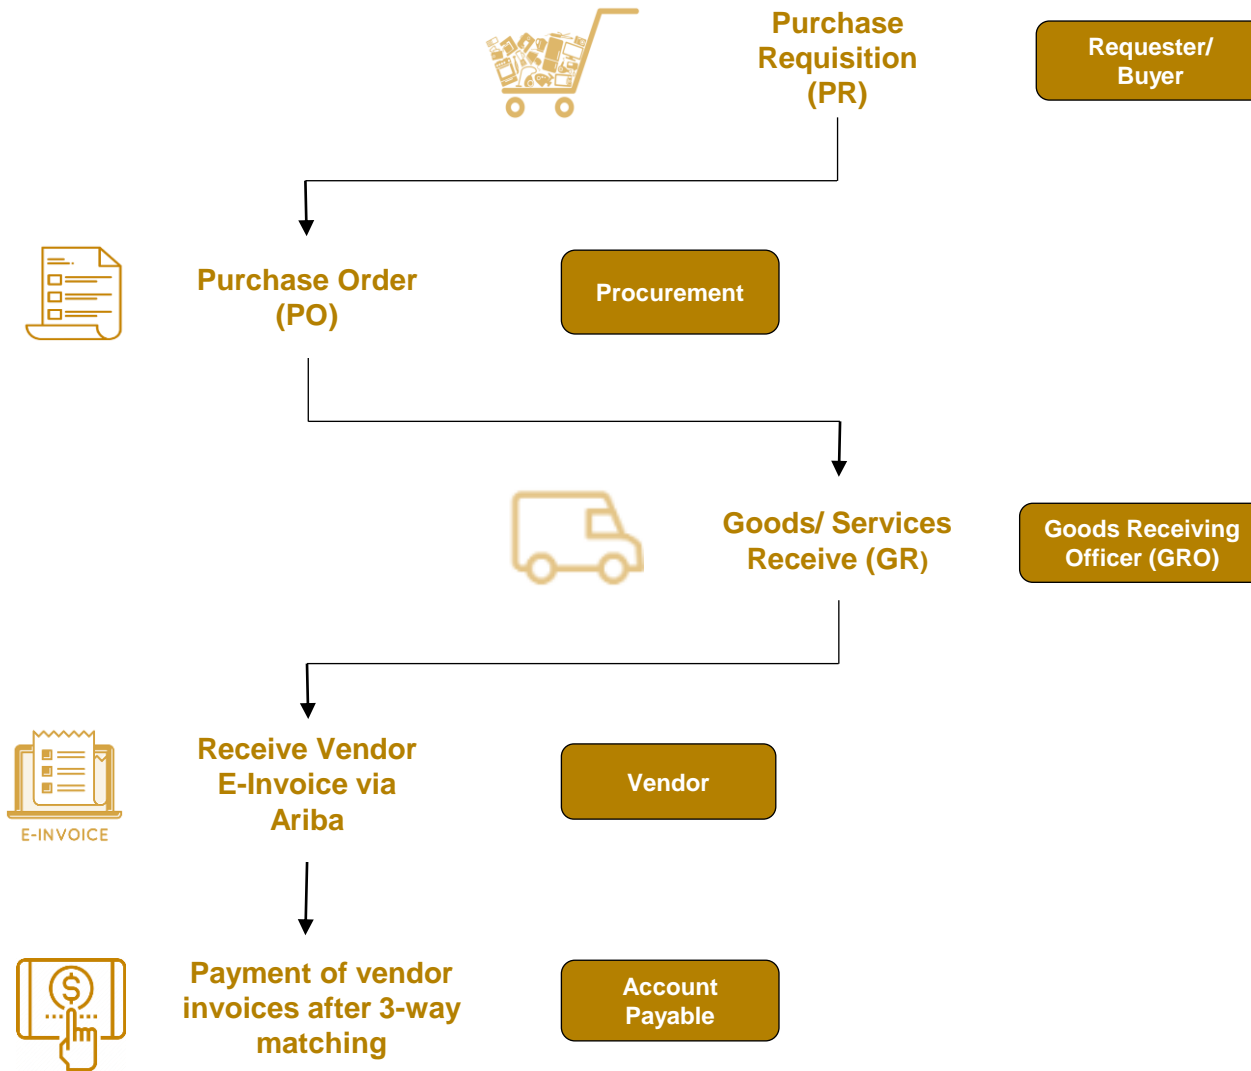 Purchase
Requisition
(PR)
Requester/
Buyer
Purchase Order
(PO)
Procurement
Goods/ Services
Receive (GR)
Goods Receiving
Officer (GRO)
Receive Vendor
E-Invoice via
Ariba
E-INVOICE
Vendor
Payment of vendor
invoices after 3-way
matching
Account
Payable